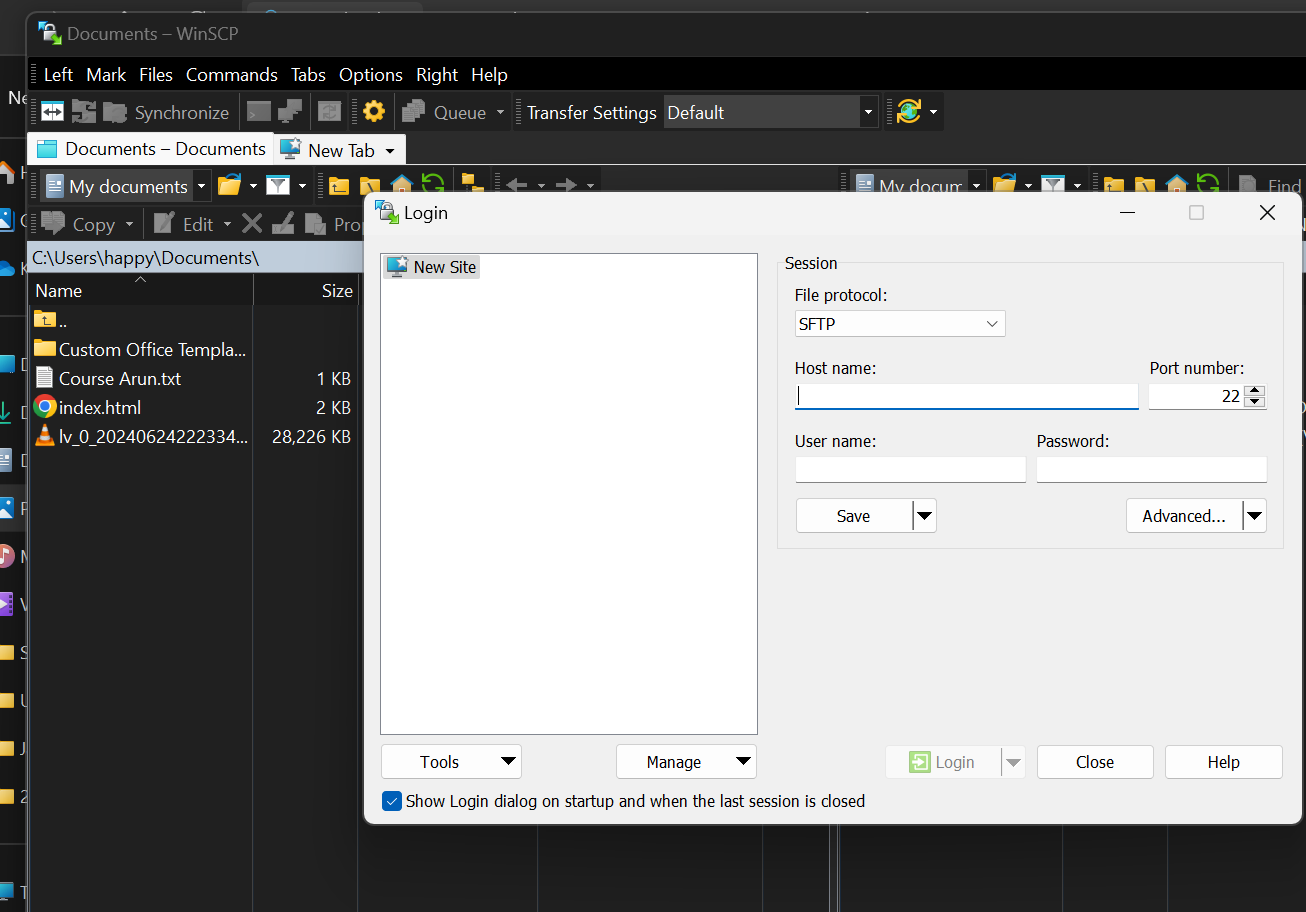 Documents – WinSCP
Left Mark Files Commands Tabs Options Right Help
Synchronize Queue Transfer Settings Default
Documents – Documents New Tab
My documents My docum Find
Copy Edit Pro
Login
C:\Users\happy\Documents\
Name Size
..
Custom Office Templa...
Course Arun.txt 1 KB
index.html 2 KB
lv_0_20240624222334... 28,226 KB
New Site
Session
File protocol:
SFTP
Host name: Port number:
22
User name: Password:
Save Advanced...
Tools Manage Login Close Help
Show Login dialog on startup and when the last session is closed